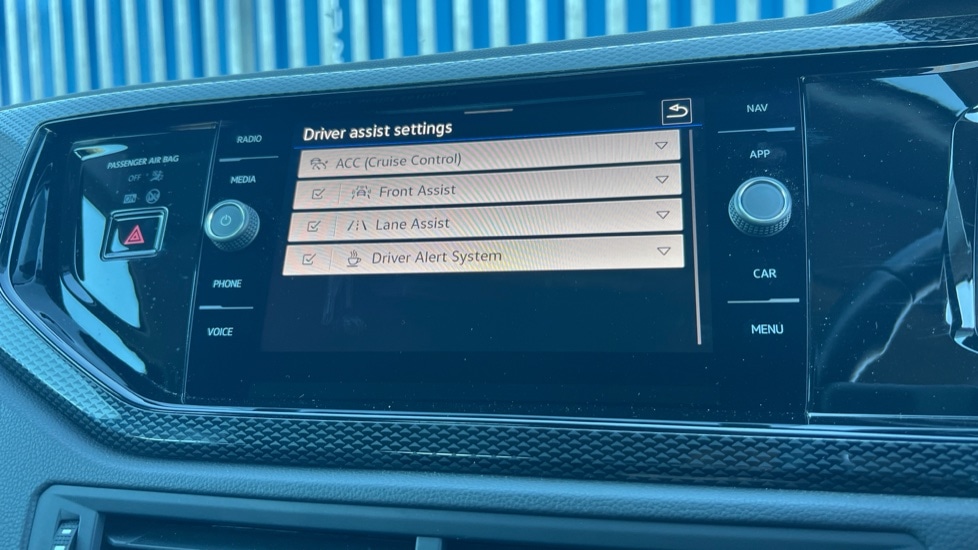 RADIO
MEDIA
PHONE
VOICE
PASSENGER AIR BAG
OFF
Driver assist settings
ACC (Cruise Control)
Front Assist
Lane Assist
Driver Alert System
NAV
APP
CAR
MENU